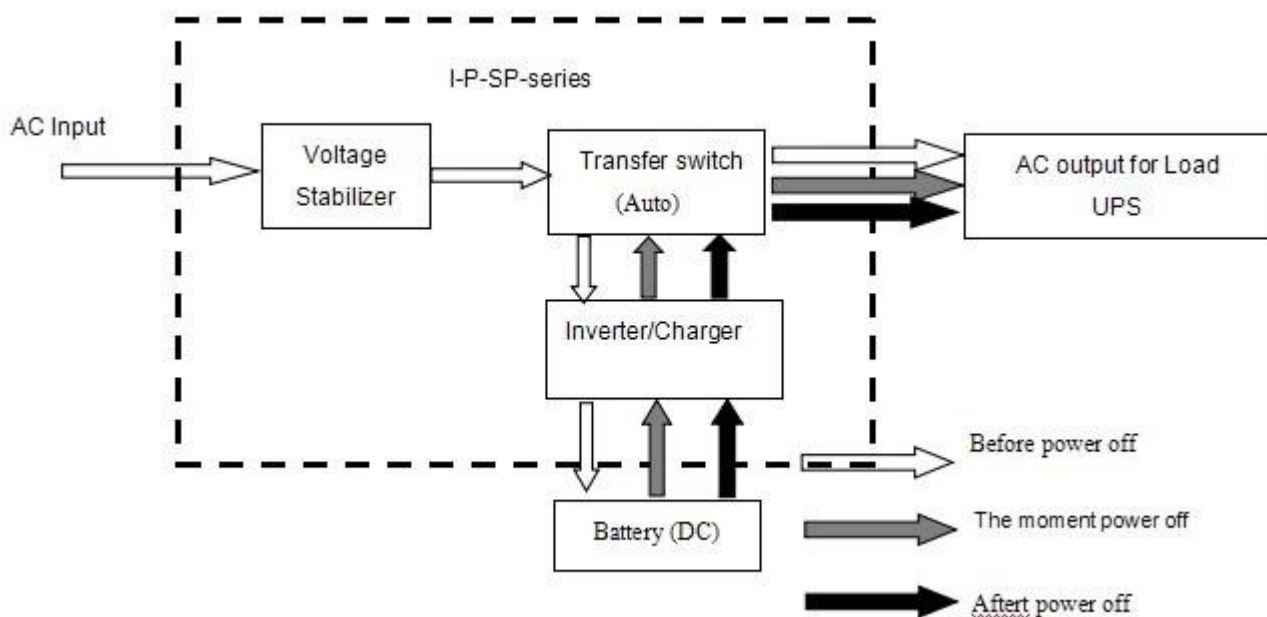 I-P-SP-series
AC Input
Voltage
Stabilizer
Transfer switch
(Auto)
AC output for Load
UPS
Inverter/Charger
Battery (DC)
Before power off
The moment power off
Aftert power off